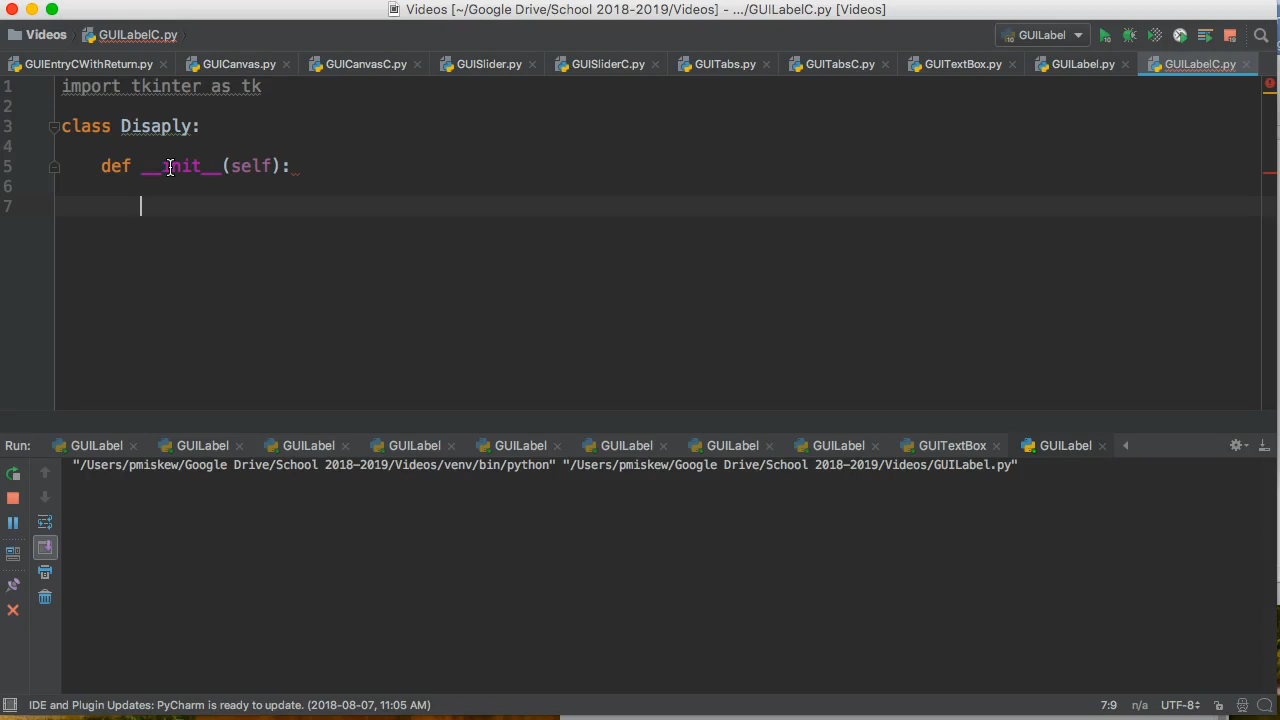 Videos [~/Google Drive/School 2018-2019/Videos] - .../GUILabelC.py [Videos]
Videos GUILabelC.py GUILabel
GUIEntryCWithReturn.py GUICanvas.py GUICanvasC.py GUISlider.py GUISliderC.py GUITabs.py GUITabsC.py GUITextBox.py GUILabel.py GUILabelC.py
1 import tkinter as tk
2
3 class Disaply:
4
5 def __init__(self):
6
7
Run: GUILabel GUILabel GUILabel GUILabel GUILabel GUILabel GUILabel GUILabel GUITextBox GUILabel
"/Users/pmiskew/Google Drive/School 2018-2019/Videos/venv/bin/python" "/Users/pmiskew/Google Drive/School 2018-2019/Videos/GUILabel.py"
IDE and Plugin Updates: PyCharm is ready to update. (2018-08-07, 11:05 AM) 7:9 n/a UTF-8